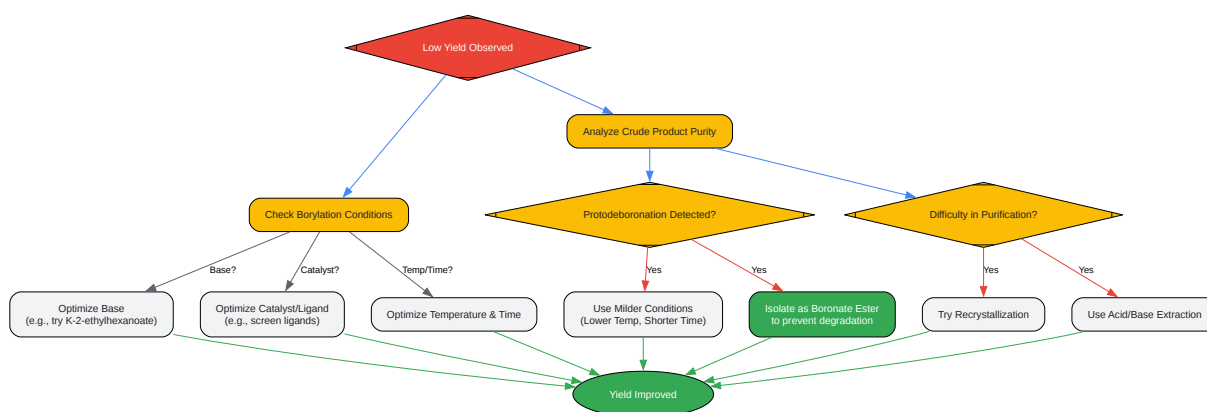 Low Yield Observed
Analyze Crude Product Purity
Check Borylation Conditions
Protodeboronation Detected?
Difficulty in Purification?
Base?
Catalyst?
Temp/Time?
Yes
Yes
Yes
Yes
Optimize Base
(e.g., try K-2-ethylhexanoate)
Optimize Catalyst/Ligand
(e.g., screen ligands)
Optimize Temperature & Time
Use Milder Conditions
(Lower Temp, Shorter Time)
Isolate as Boronate Ester
to prevent degradation
Try Recrystallization
Use Acid/Base Extraction
Yield Improved